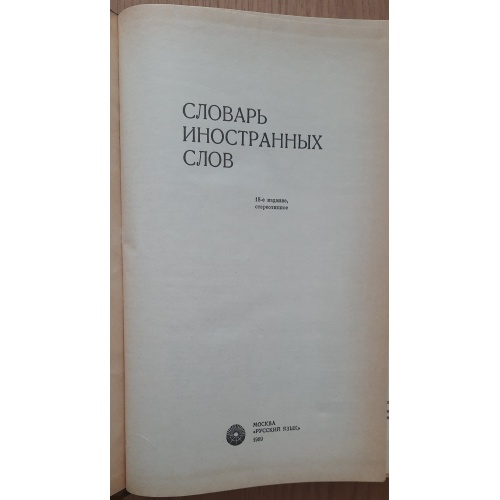 СЛОВАРЬ
ИНОСТРАННЫХ
СЛОВ
18-е издание,
стереотипное
МОСКВА
«РУССКИЙ ЯЗЫК»
1989